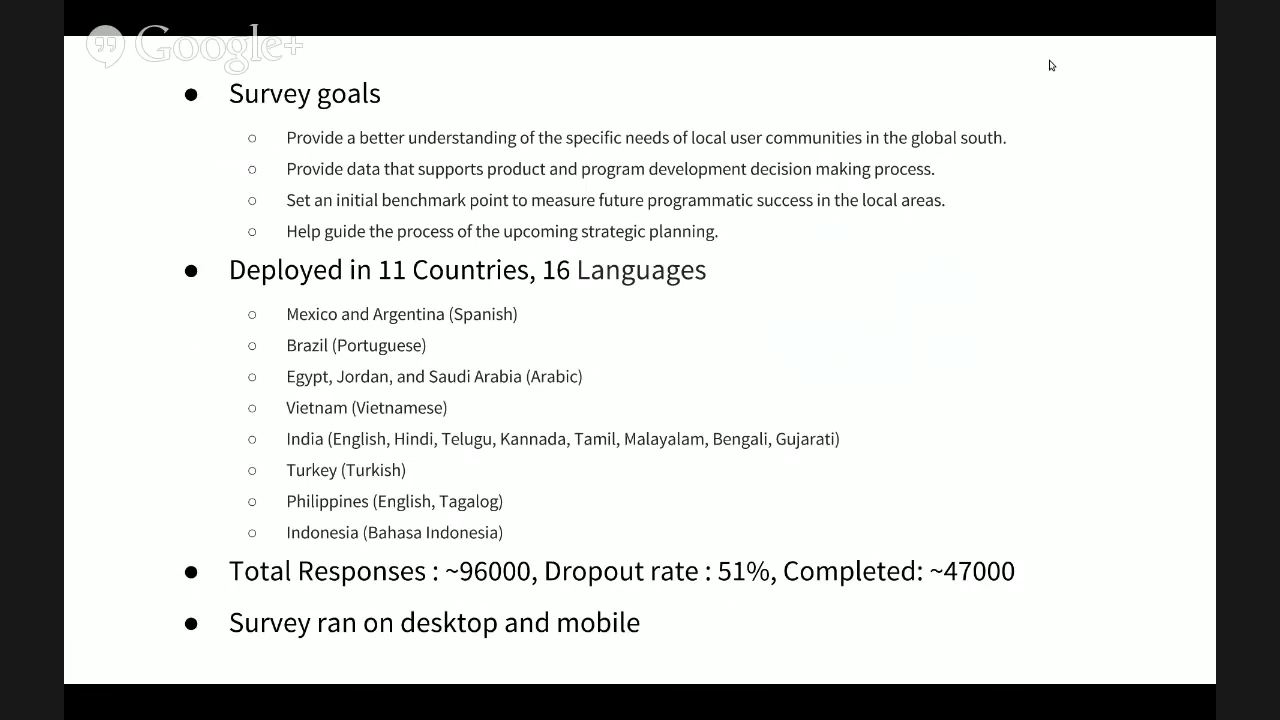 Google+
● Survey goals
○ Provide a better understanding of the specific needs of local user communities in the global south.
○ Provide data that supports product and program development decision making process.
○ Set an initial benchmark point to measure future programmatic success in the local areas.
○ Help guide the process of the upcoming strategic planning.
● Deployed in 11 Countries, 16 Languages
○ Mexico and Argentina (Spanish)
○ Brazil (Portuguese)
○ Egypt, Jordan, and Saudi Arabia (Arabic)
○ Vietnam (Vietnamese)
○ India (English, Hindi, Telugu, Kannada, Tamil, Malayalam, Bengali, Gujarati)
○ Turkey (Turkish)
○ Philippines (English, Tagalog)
○ Indonesia (Bahasa Indonesia)
● Total Responses : ~96000, Dropout rate : 51%, Completed: ~47000
● Survey ran on desktop and mobile